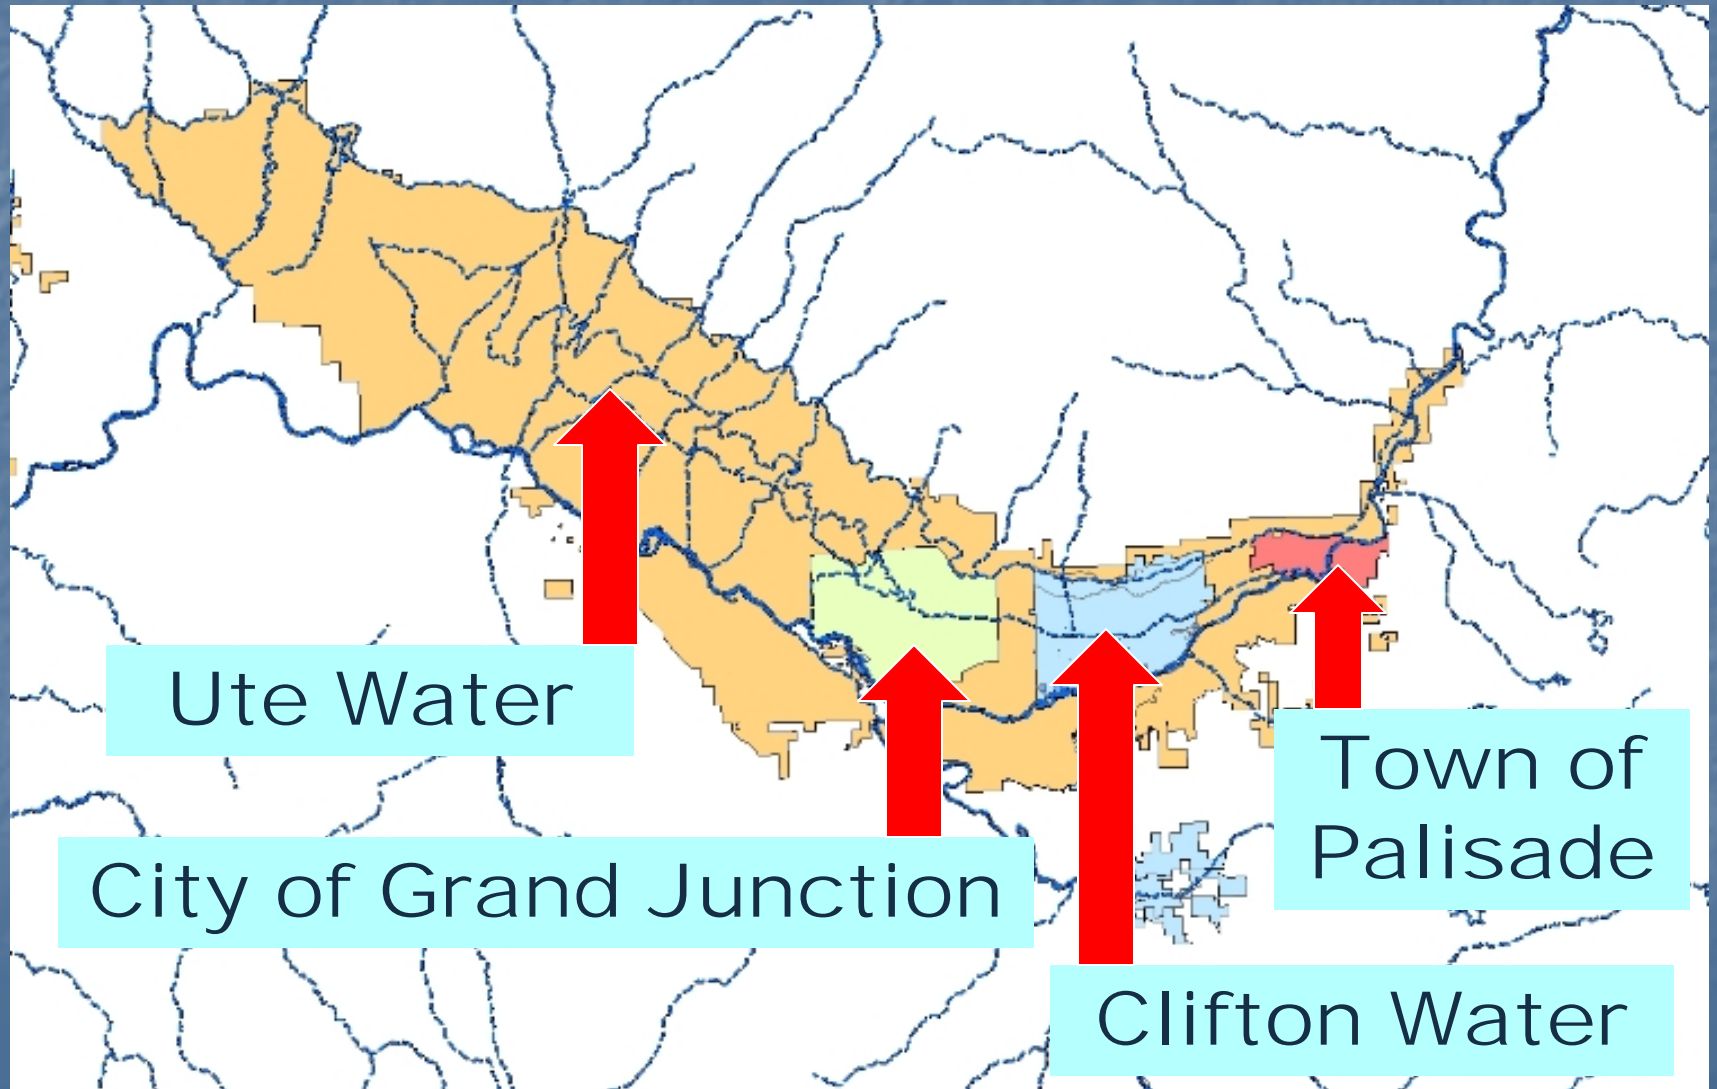 Ute Water
City of Grand Junction
Town of
Palisade
Clifton Water